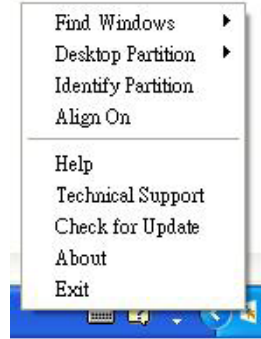 Find Windows
Desktop Partition
Identify Partition
Align On
Help
Technical Support
Check for Update
About
Exit